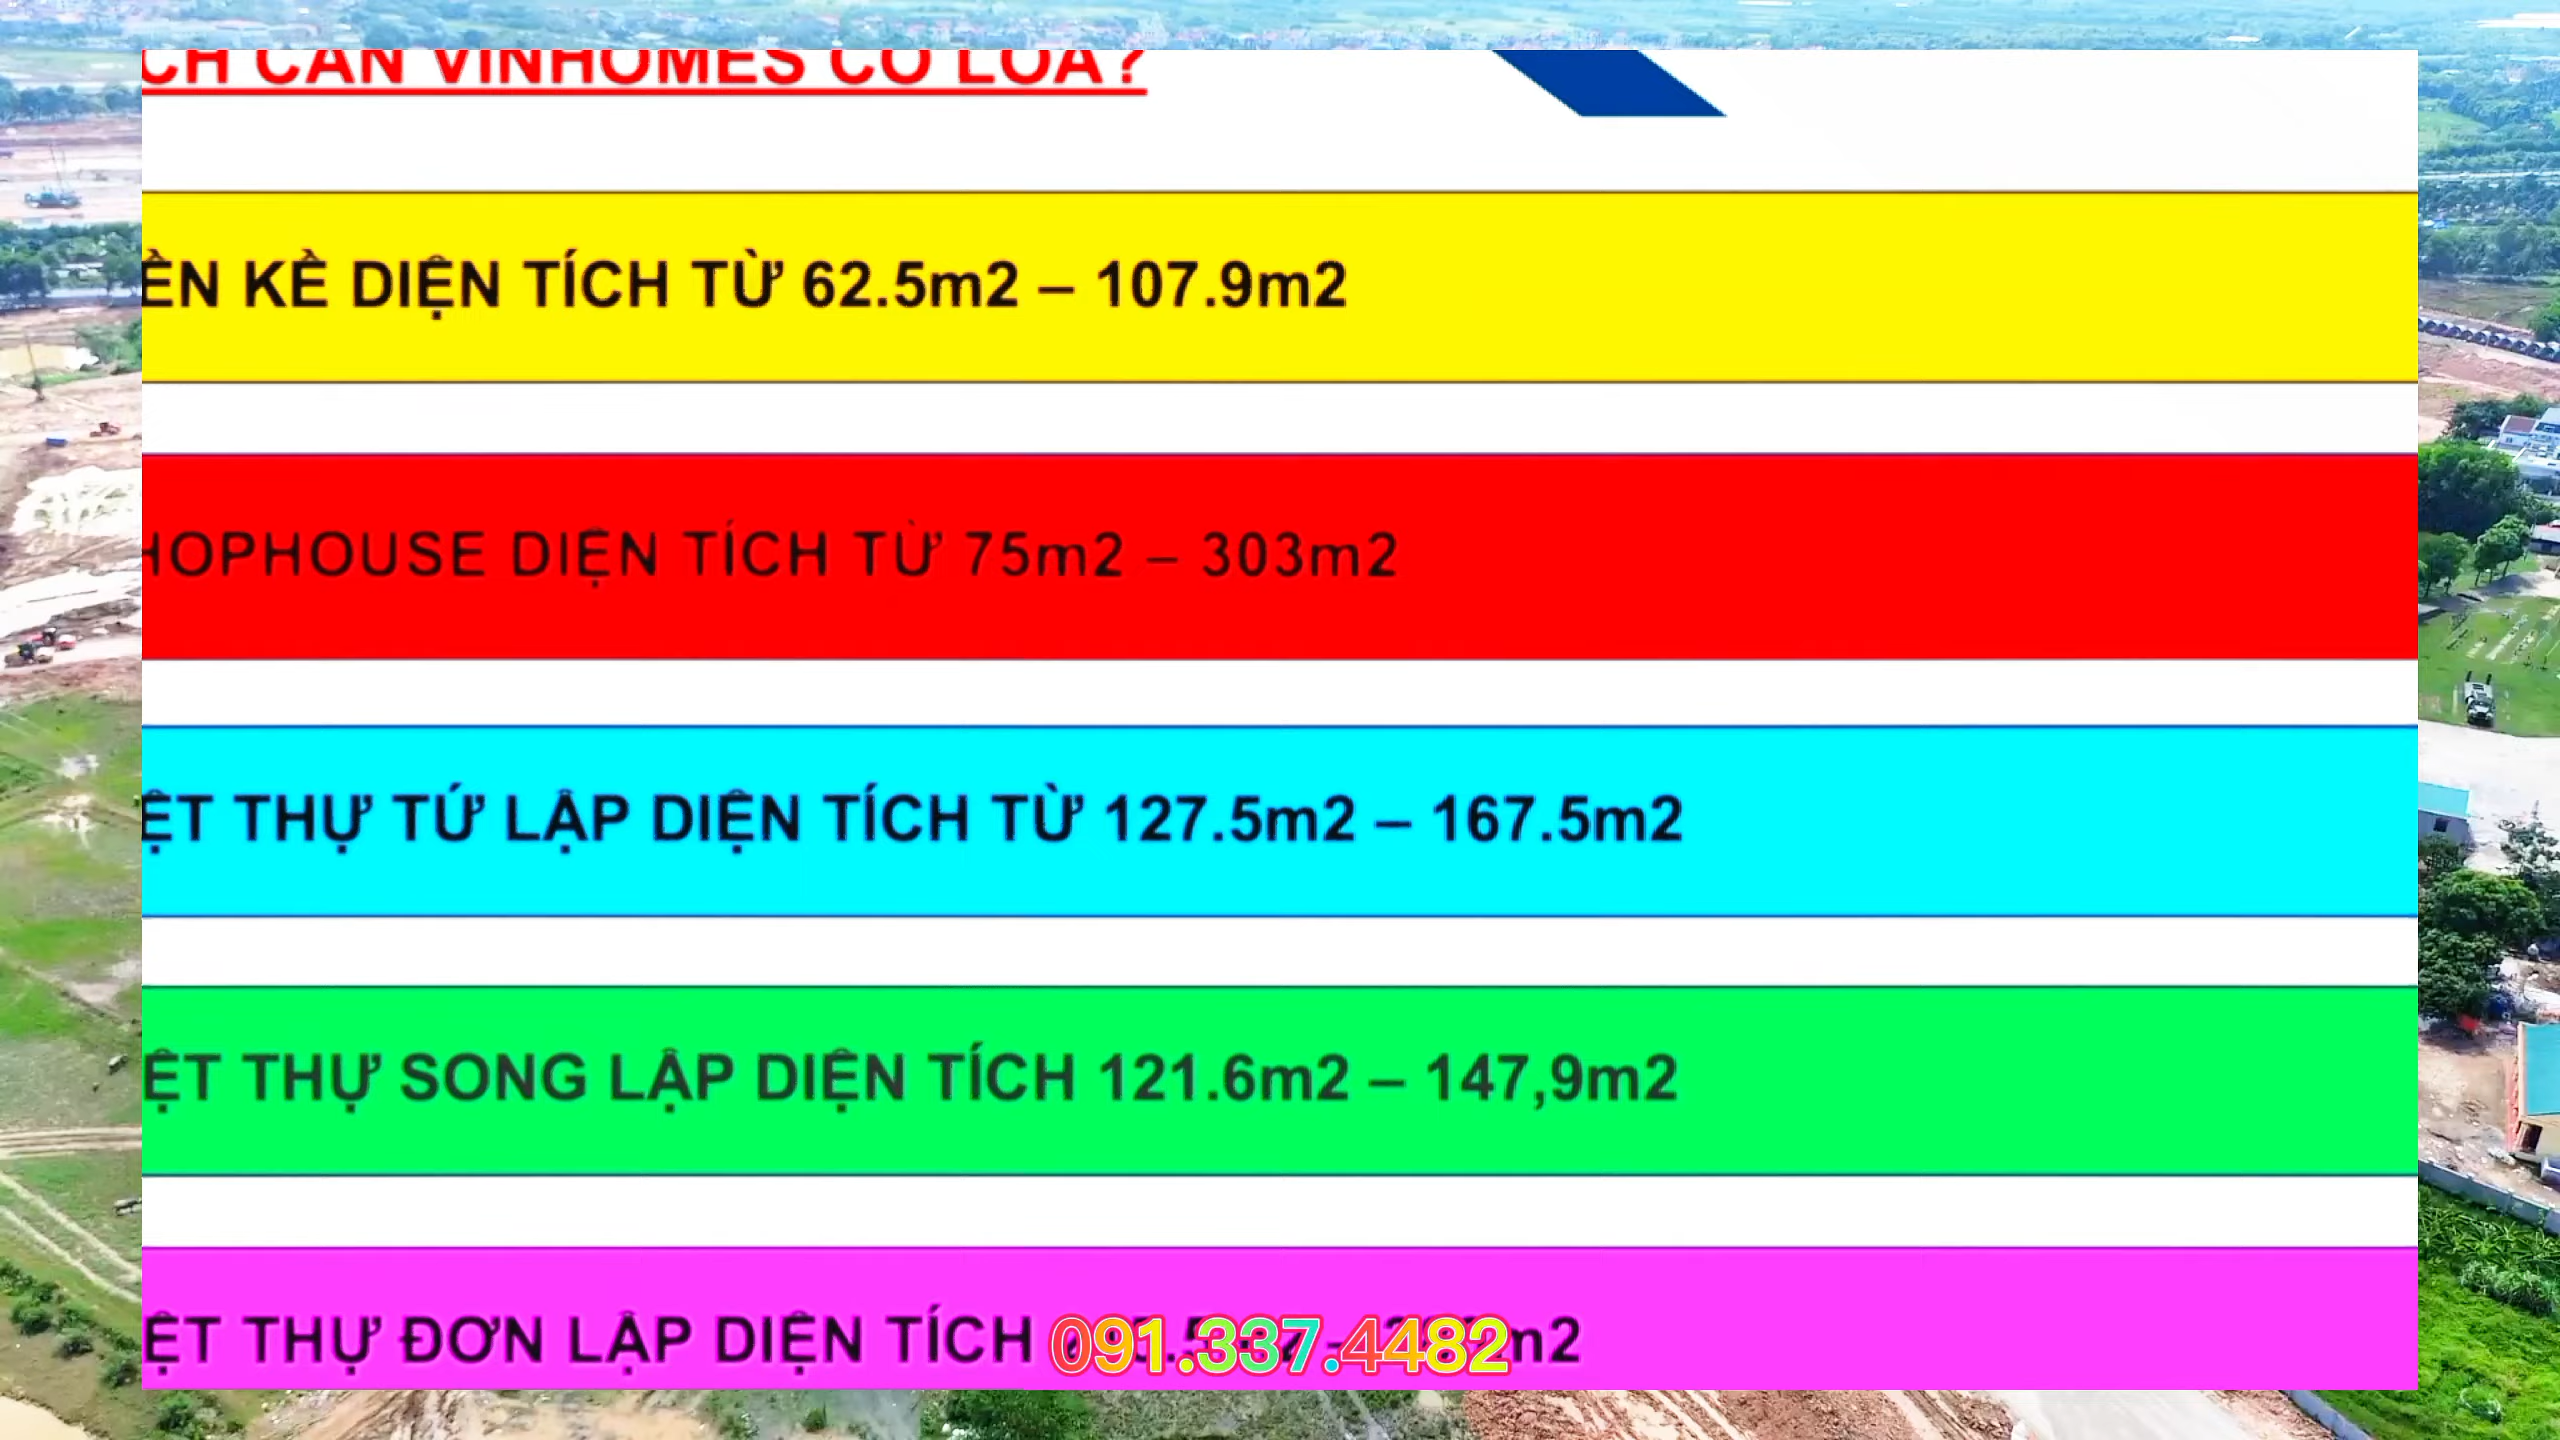 CH CĂN VINHOMES CỔ LOA?
ỀN KỀ DIỆN TÍCH TỪ 62.5m2 – 107.9m2
HOPHOUSE DIỆN TÍCH TỪ 75m2 – 303m2
ỆT THỰ TỨ LẬP DIỆN TÍCH TỪ 127.5m2 – 167.5m2
ỆT THỰ SONG LẬP DIỆN TÍCH 121.6m2 – 147,9m2
ỆT THỰ ĐƠN LẬP DIỆN TÍCH
091.337.4482